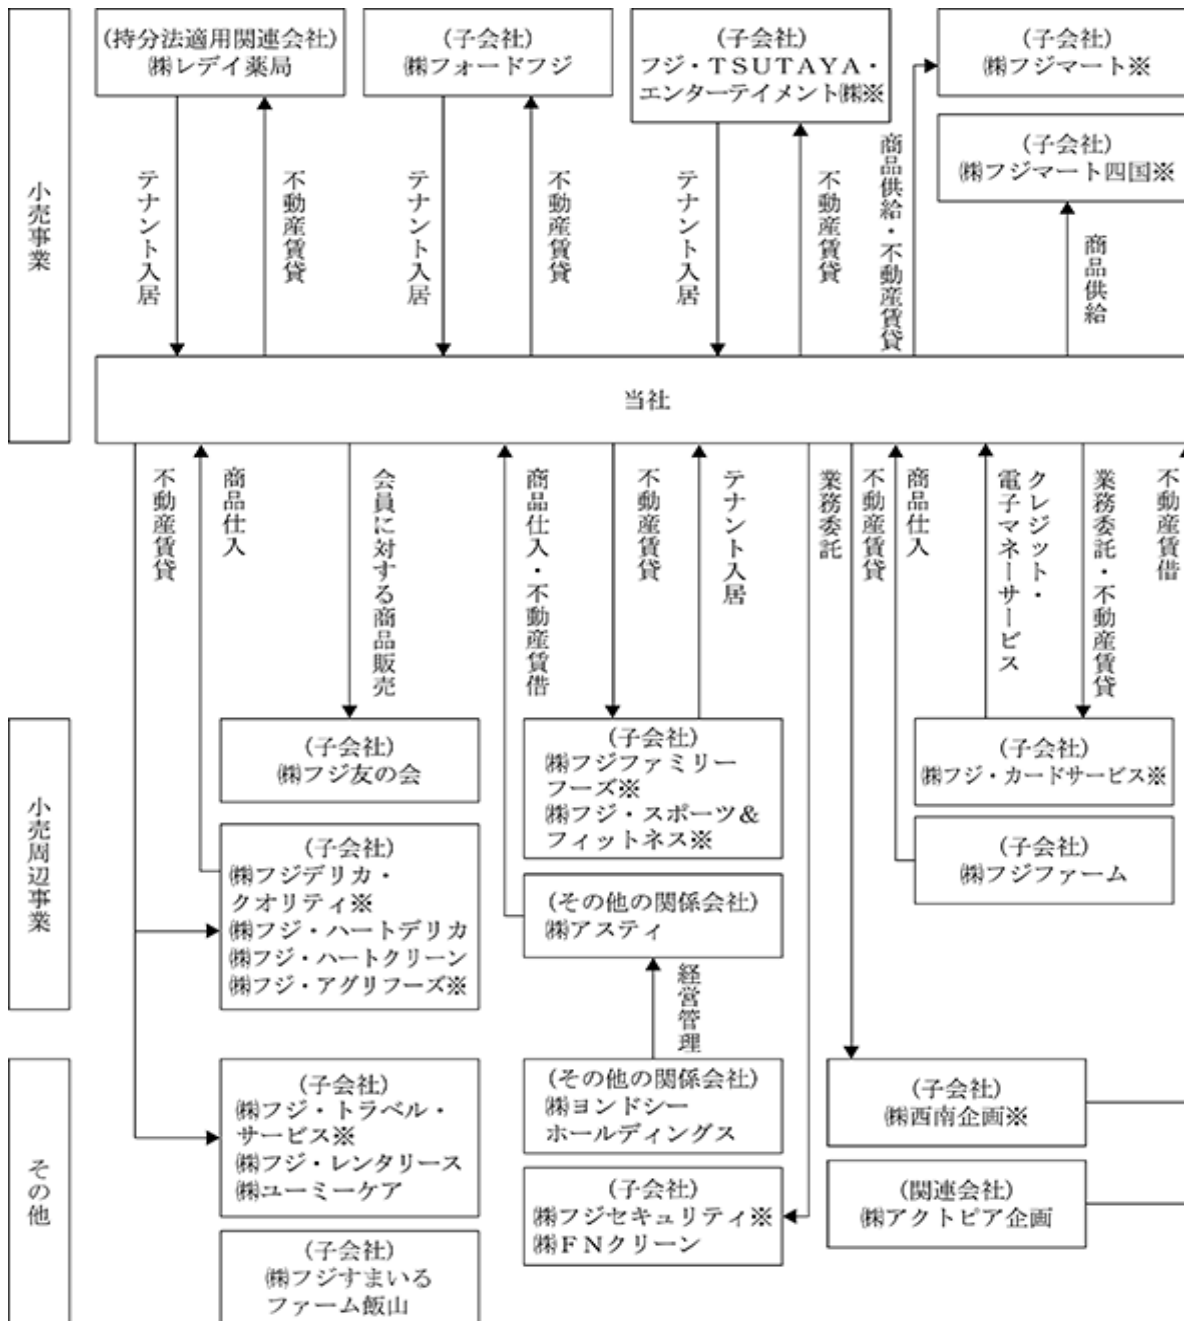 小売事業
(持分法適用関連会社)
㈱レデイ薬局
(子会社)
㈱フォードフジ
(子会社)
フジ・TSUTAYA・
エンターテイメント㈱※
(子会社)
㈱フジマート※
(子会社)
㈱フジマート四国※
テナント入居
不動産賃貸
テナント入居
不動産賃貸
テナント入居
不動産賃貸
商品供給・不動産賃貸
商品供給
当社
不動産賃貸
商品仕入
会員に対する商品販売
商品仕入・不動産賃借
不動産賃貸
テナント入居
業務委託
不動産賃貸
商品仕入
クレジット・
電子マネーサービス
業務委託・不動産賃貸
不動産賃借
小売周辺事業
(子会社)
㈱フジ友の会
(子会社)
㈱フジデリカ・
クオリティ※
㈱フジ・ハートデリカ
㈱フジ・ハートクリーン
㈱フジ・アグリフーズ※
(子会社)
㈱フジファミリー
フーズ※
㈱フジ・スポーツ&
フィットネス※
(その他の関係会社)
㈱アスティ
経営管理
(子会社)
㈱フジ・カードサービス※
(子会社)
㈱フジファーム
その他
(子会社)
㈱フジ・トラベル・
サービス※
㈱フジ・レンタリース
㈱ユーミーケア
(子会社)
㈱フジすまいる
ファーム飯山
(その他の関係会社)
㈱ヨンドシー
ホールディングス
(子会社)
㈱フジセキュリティ※
㈱FNクリーン
(子会社)
㈱西南企画※
(関連会社)
㈱アクトピア企画